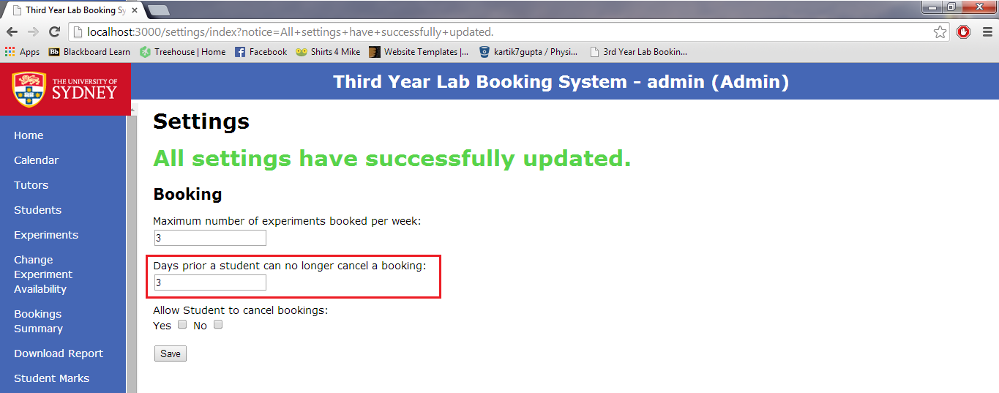 Third Year Lab Booking Sy
localhost:3000/settings/index?notice=All+settings+have+successfully+updated.
Apps Blackboard Learn Treehouse | Home Facebook Shirts 4 Mike Website Templates |... kartik7gupta / Physi... 3rd Year Lab Bookin...
THE UNIVERSITY OF
SYDNEY
Third Year Lab Booking System - admin (Admin)
Home
Calendar
Tutors
Students
Experiments
Change
Experiment
Availability
Bookings
Summary
Download Report
Student Marks
Settings
All settings have successfully updated.
Booking
Maximum number of experiments booked per week:
3
Days prior a student can no longer cancel a booking:
3
Allow Student to cancel bookings:
Yes No
Save